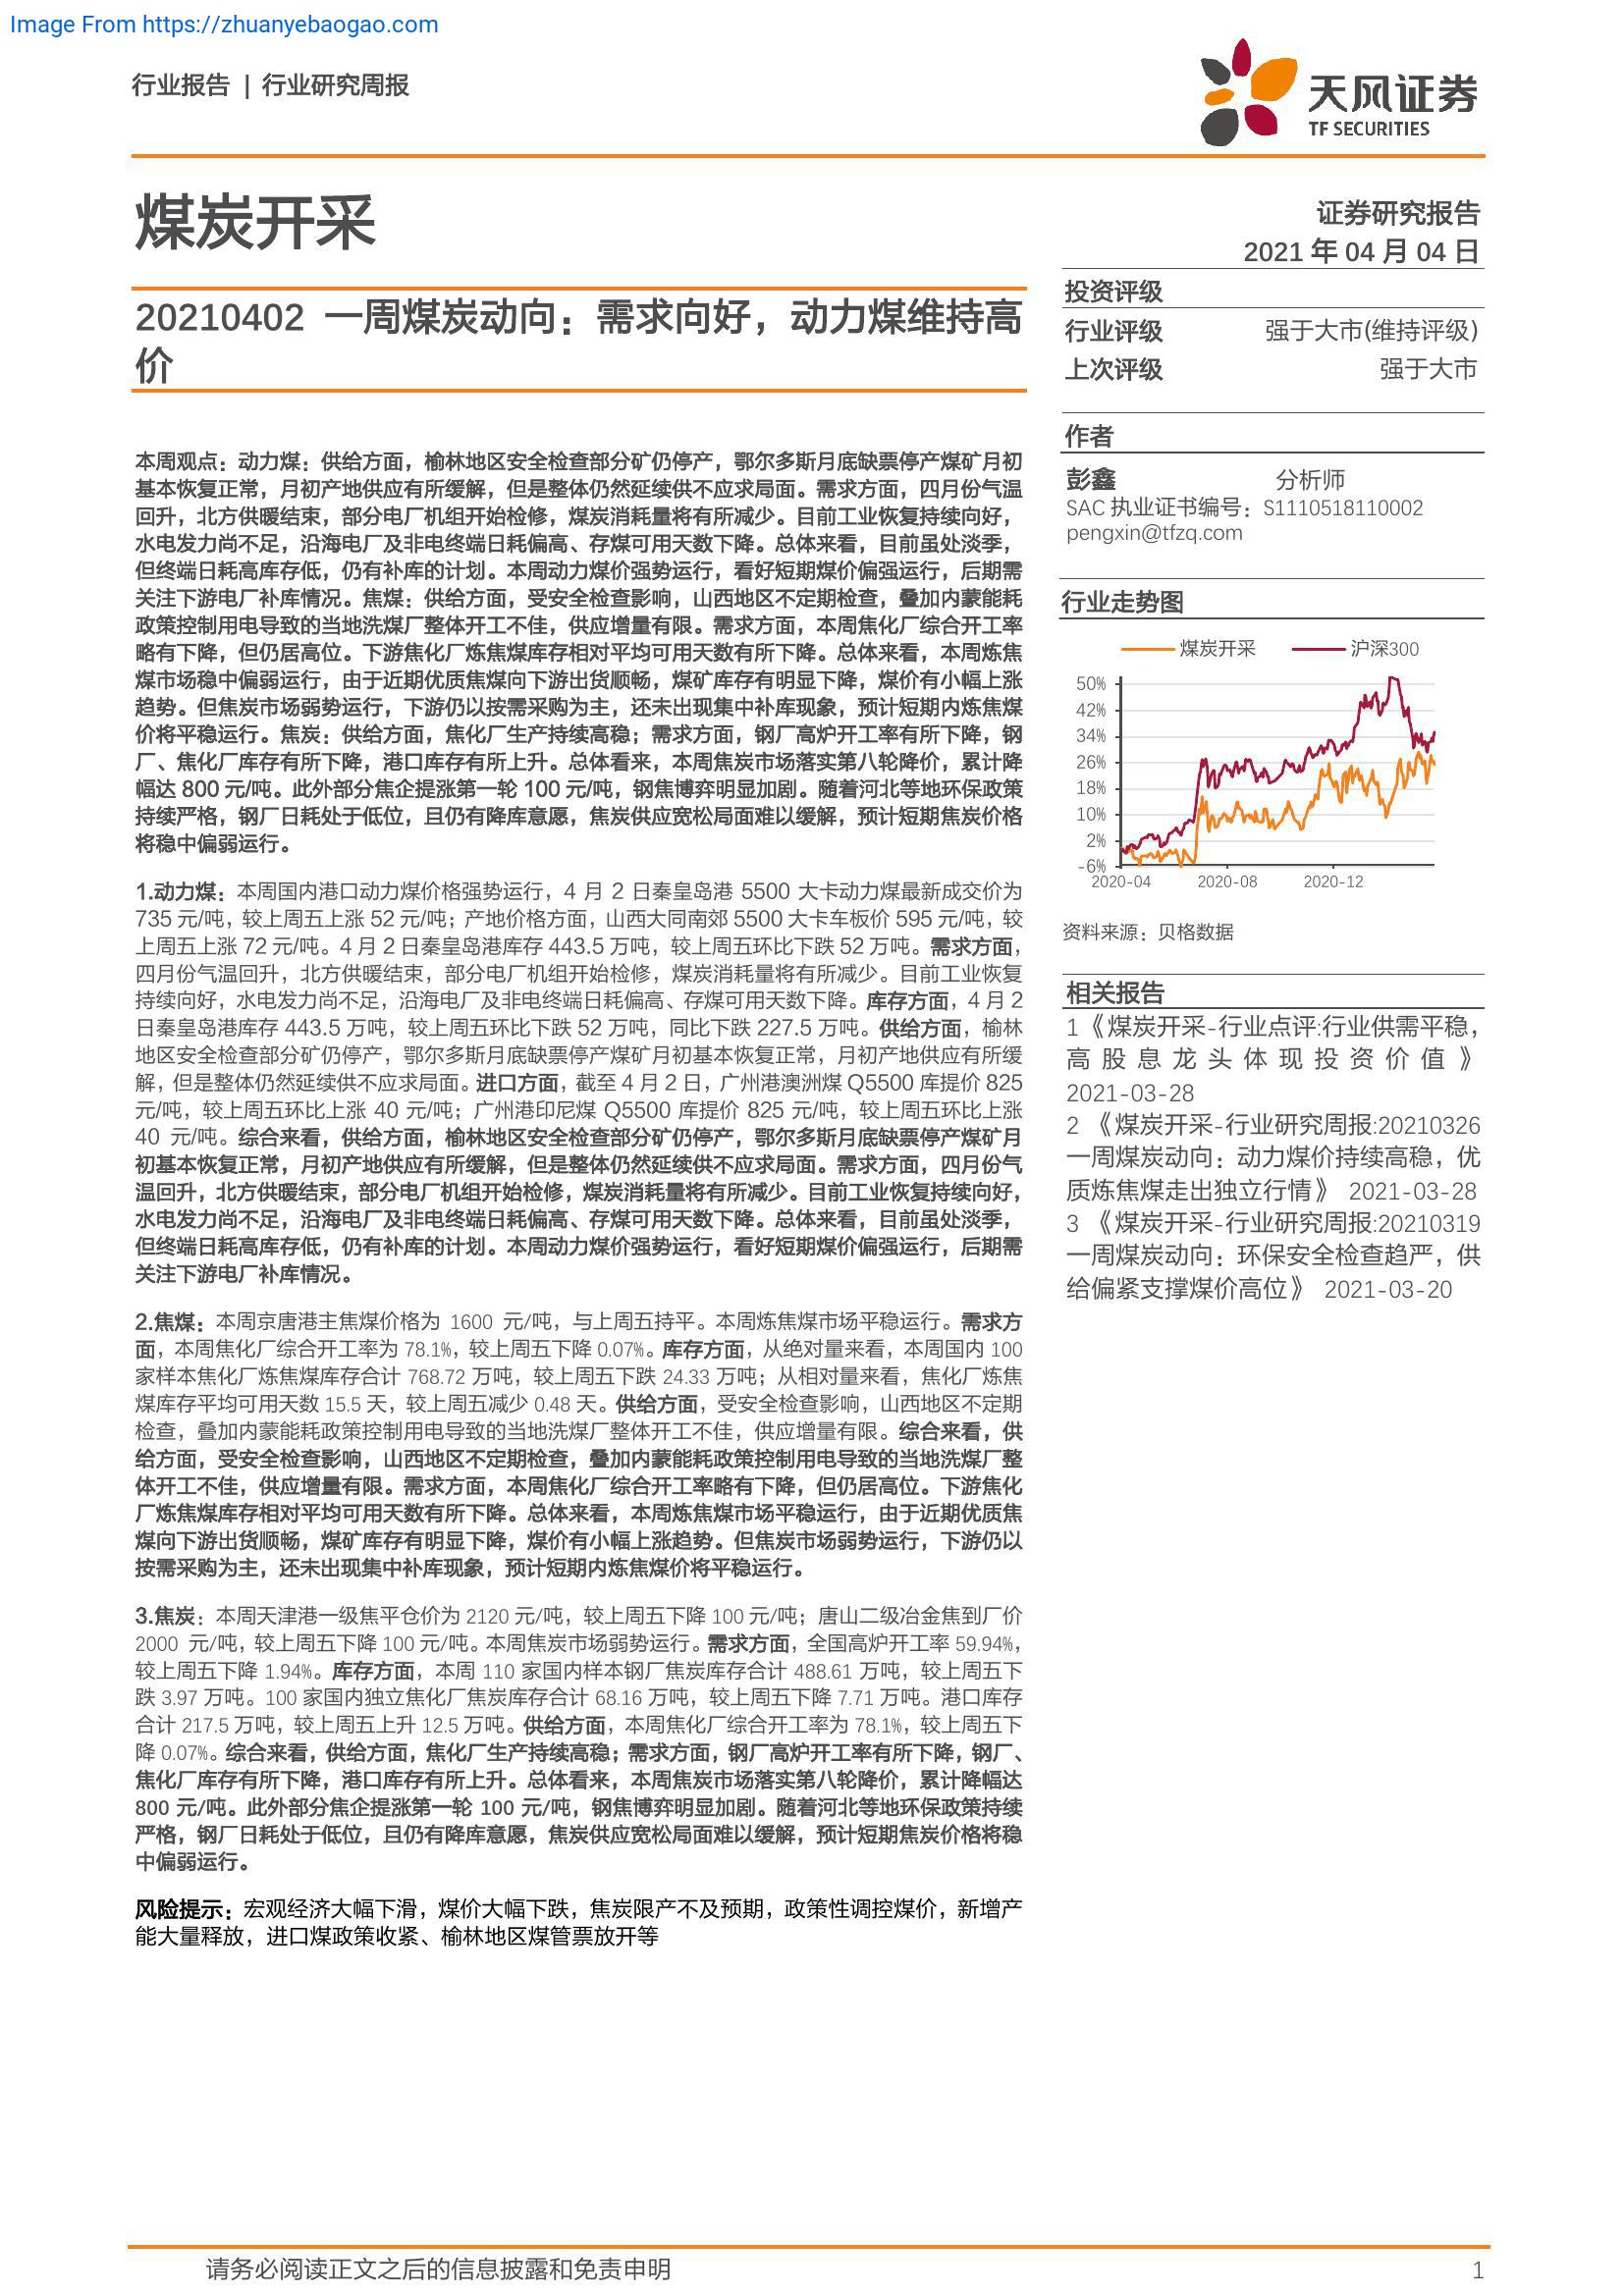 Image From https://zhuanyebaogao.com
行业报告 | 行业研究周报
天风证券
TF SECURITIES
煤炭开采
证券研究报告
2021 年 04 月 04 日
20210402 一周煤炭动向：需求向好，动力煤维持高
价
本周观点：动力煤：供给方面，榆林地区安全检查部分矿仍停产，鄂尔多斯月底缺票停产煤矿月初
基本恢复正常，月初产地供应有所缓解，但是整体仍然延续供不应求局面。需求方面，四月份气温
回升，北方供暖结束，部分电厂机组开始检修，煤炭消耗量将有所减少。目前工业恢复持续向好，
水电发力尚不足，沿海电厂及非电终端日耗偏高、存煤可用天数下降。总体来看，目前虽处淡季，
但终端日耗高库存低，仍有补库的计划。本周动力煤价强势运行，看好短期煤价偏强运行，后期需
关注下游电厂补库情况。焦煤：供给方面，受安全检查影响，山西地区不定期检查，叠加内蒙能耗
政策控制用电导致的当地洗煤厂整体开工不佳，供应增量有限。需求方面，本周焦化厂综合开工率
略有下降，但仍居高位。下游焦化厂炼焦煤库存相对平均可用天数有所下降。总体来看，本周炼焦
煤市场稳中偏弱运行，由于近期优质焦煤向下游出货顺畅，煤矿库存有明显下降，煤价有小幅上涨
趋势。但焦炭市场弱势运行，下游仍以按需采购为主，还未出现集中补库现象，预计短期内炼焦煤
价将平稳运行。焦炭：供给方面，焦化厂生产持续高稳；需求方面，钢厂高炉开工率有所下降，钢
厂、焦化厂库存有所下降，港口库存有所上升。总体看来，本周焦炭市场落实第八轮降价，累计降
幅达 800 元/吨。此外部分焦企提涨第一轮 100 元/吨，钢焦博弈明显加剧。随着河北等地环保政策
持续严格，钢厂日耗处于低位，且仍有降库意愿，焦炭供应宽松局面难以缓解，预计短期焦炭价格
将稳中偏弱运行。
1.动力煤：本周国内港口动力煤价格强势运行，4 月 2 日秦皇岛港 5500 大卡动力煤最新成交价为
735 元/吨，较上周五上涨 52 元/吨；产地价格方面，山西大同南郊 5500 大卡车板价 595 元/吨，较
上周五上涨 72 元/吨。4 月 2 日秦皇岛港库存 443.5 万吨，较上周五环比下跌 52 万吨。需求方面，
四月份气温回升，北方供暖结束，部分电厂机组开始检修，煤炭消耗量将有所减少。目前工业恢复
持续向好，水电发力尚不足，沿海电厂及非电终端日耗偏高、存煤可用天数下降。库存方面，4 月 2
日秦皇岛港库存 443.5 万吨，较上周五环比下跌 52 万吨，同比下跌 227.5 万吨。供给方面，榆林
地区安全检查部分矿仍停产，鄂尔多斯月底缺票停产煤矿月初基本恢复正常，月初产地供应有所缓
解，但是整体仍然延续供不应求局面。进口方面，截至 4 月 2 日，广州港澳洲煤 Q5500 库提价 825
元/吨，较上周五环比上涨 40 元/吨；广州港印尼煤 Q5500 库提价 825 元/吨，较上周五环比上涨
40 元/吨。综合来看，供给方面，榆林地区安全检查部分矿仍停产，鄂尔多斯月底缺票停产煤矿月
初基本恢复正常，月初产地供应有所缓解，但是整体仍然延续供不应求局面。需求方面，四月份气
温回升，北方供暖结束，部分电厂机组开始检修，煤炭消耗量将有所减少。目前工业恢复持续向好，
水电发力尚不足，沿海电厂及非电终端日耗偏高、存煤可用天数下降。总体来看，目前虽处淡季，
但终端日耗高库存低，仍有补库的计划。本周动力煤价强势运行，看好短期煤价偏强运行，后期需
关注下游电厂补库情况。
2.焦煤：本周京唐港主焦煤价格为 1600 元/吨，与上周五持平。本周炼焦煤市场平稳运行。需求方
面，本周焦化厂综合开工率为 78.1%，较上周五下降 0.07%。库存方面，从绝对量来看，本周国内 100
家样本焦化厂炼焦煤库存合计 768.72 万吨，较上周五下跌 24.33 万吨；从相对量来看，焦化厂炼焦
煤库存平均可用天数 15.5 天，较上周五减少 0.48 天。供给方面，受安全检查影响，山西地区不定期
检查，叠加内蒙能耗政策控制用电导致的当地洗煤厂整体开工不佳，供应增量有限。综合来看，供
给方面，受安全检查影响，山西地区不定期检查，叠加内蒙能耗政策控制用电导致的当地洗煤厂整
体开工不佳，供应增量有限。需求方面，本周焦化厂综合开工率略有下降，但仍居高位。下游焦化
厂炼焦煤库存相对平均可用天数有所下降。总体来看，本周炼焦煤市场平稳运行，由于近期优质焦
煤向下游出货顺畅，煤矿库存有明显下降，煤价有小幅上涨趋势。但焦炭市场弱势运行，下游仍以
按需采购为主，还未出现集中补库现象，预计短期内炼焦煤价将平稳运行。
3.焦炭：本周天津港一级焦平仓价为 2120 元/吨，较上周五下降 100 元/吨；唐山二级冶金焦到厂价
2000 元/吨，较上周五下降 100 元/吨。本周焦炭市场弱势运行。需求方面，全国高炉开工率 59.94%，
较上周五下降 1.94%。库存方面，本周 110 家国内样本钢厂焦炭库存合计 488.61 万吨，较上周五下
跌 3.97 万吨。100 家国内独立焦化厂焦炭库存合计 68.16 万吨，较上周五下降 7.71 万吨。港口库存
合计 217.5 万吨，较上周五上升 12.5 万吨。供给方面，本周焦化厂综合开工率为 78.1%，较上周五下
降 0.07%。综合来看，供给方面，焦化厂生产持续高稳；需求方面，钢厂高炉开工率有所下降，钢厂、
焦化厂库存有所下降，港口库存有所上升。总体看来，本周焦炭市场落实第八轮降价，累计降幅达
800 元/吨。此外部分焦企提涨第一轮 100 元/吨，钢焦博弈明显加剧。随着河北等地环保政策持续
严格，钢厂日耗处于低位，且仍有降库意愿，焦炭供应宽松局面难以缓解，预计短期焦炭价格将稳
中偏弱运行。
风险提示：宏观经济大幅下滑，煤价大幅下跌，焦炭限产不及预期，政策性调控煤价，新增产
能大量释放，进口煤政策收紧、榆林地区煤管票放开等
投资评级
行业评级 强于大市(维持评级)
上次评级 强于大市
作者
彭鑫 分析师
SAC 执业证书编号：S1110518110002
pengxin@tfzq.com
行业走势图
煤炭开采 沪深300
50%
42%
34%
26%
18%
10%
2%
-6%
2020-04 2020-08 2020-12
资料来源：贝格数据
相关报告
1 《煤炭开采-行业点评:行业供需平稳，
高股息龙头体现投资价值》
2021-03-28
2 《煤炭开采-行业研究周报:20210326
一周煤炭动向：动力煤价持续高稳，优
质炼焦煤走出独立行情》 2021-03-28
3 《煤炭开采-行业研究周报:20210319
一周煤炭动向：环保安全检查趋严，供
给偏紧支撑煤价高位》 2021-03-20
请务必阅读正文之后的信息披露和免责申明 1